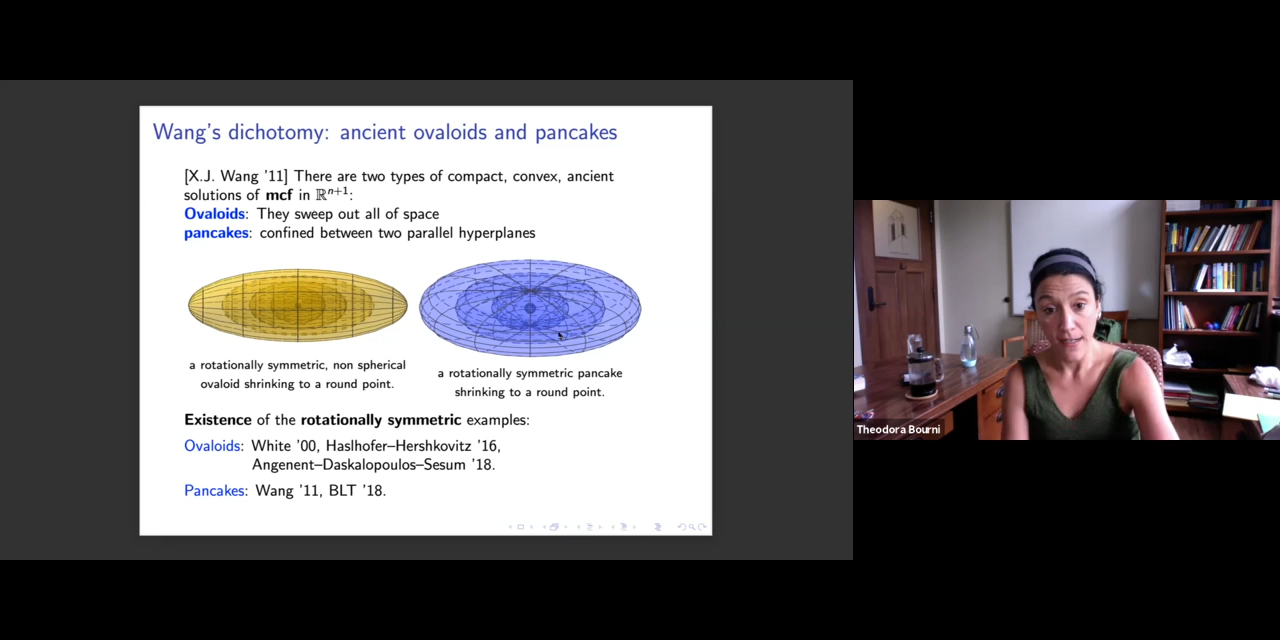 Wang's dichotomy: ancient ovaloids and pancakes
[X.J. Wang '11] There are two types of compact, convex, ancient
solutions of mcf in ℝⁿ⁺¹:
Ovaloids: They sweep out all of space
pancakes: confined between two parallel hyperplanes
a rotationally symmetric, non spherical
ovaloid shrinking to a round point.
a rotationally symmetric pancake
shrinking to a round point.
Existence of the rotationally symmetric examples:
Ovaloids: White '00, Haslhofer–Hershkovitz '16,
Angenent–Daskalopoulos–Sesum '18.
Pancakes: Wang '11, BLT '18.
Theodora Bourni